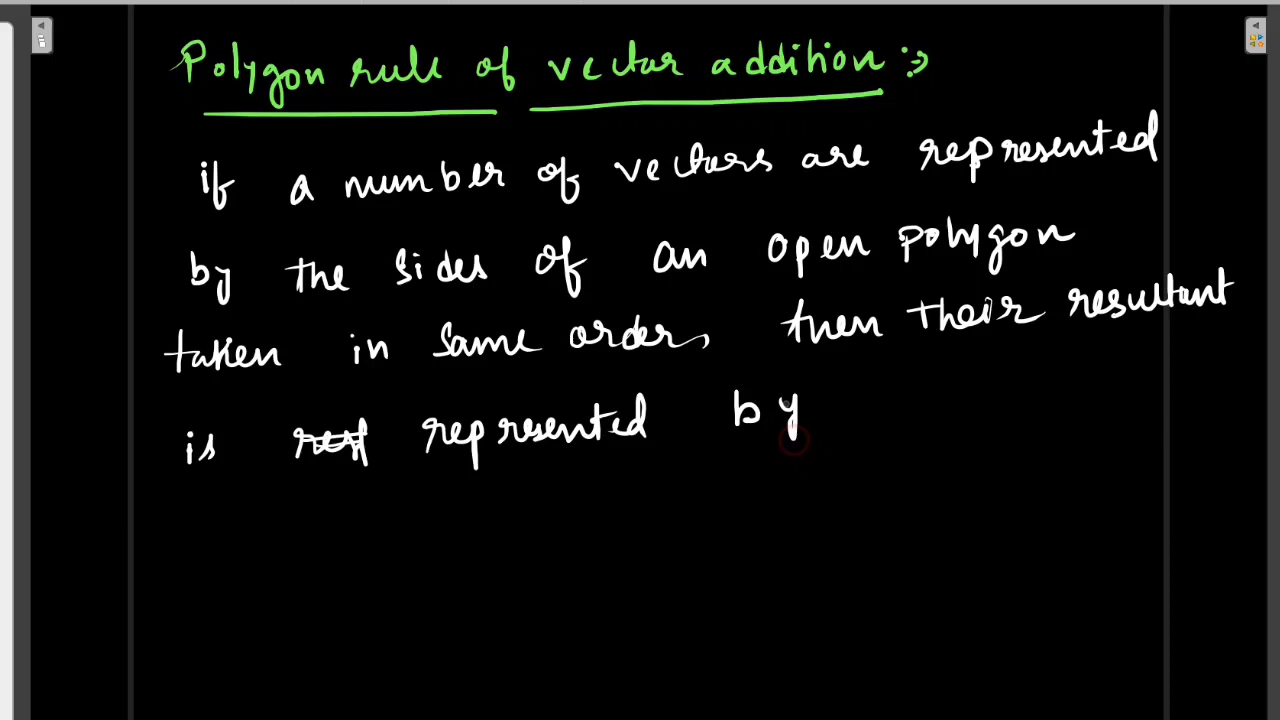 Polygon rule of vector addition :→
if a number of vectors are represented
by the sides of an open polygon
taken in same order, then their resultant
is represented by